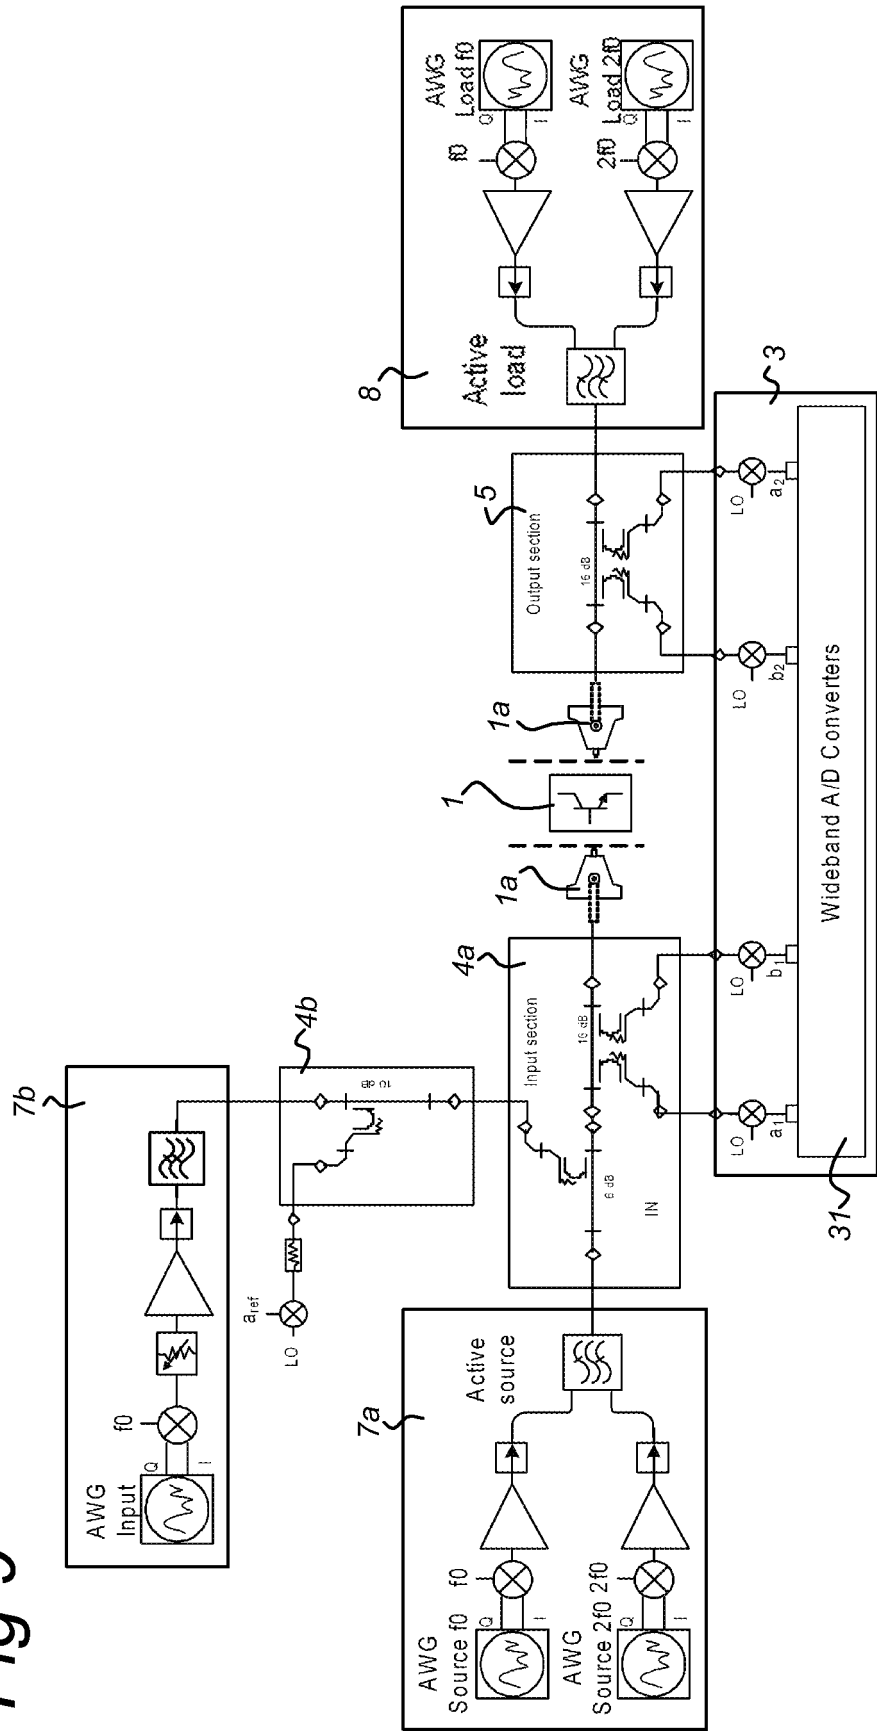 7b
AWG
Input
Q
I
f0
4b
10 dB
aref
LO
7a
Active
source
AWG
Source f0
Q
I
f0
AWG
Source 2f0
Q
I
2f0
4a
Input section
IN
6 dB
16 dB
1a
1
1a
5
Output section
16 dB
8
Active
load
AWG
Load f0
Q
I
f0
AWG
Load 2f0
Q
I
2f0
3
LO
a1
LO
b1
LO
b2
LO
a2
Wideband A/D Converters
31